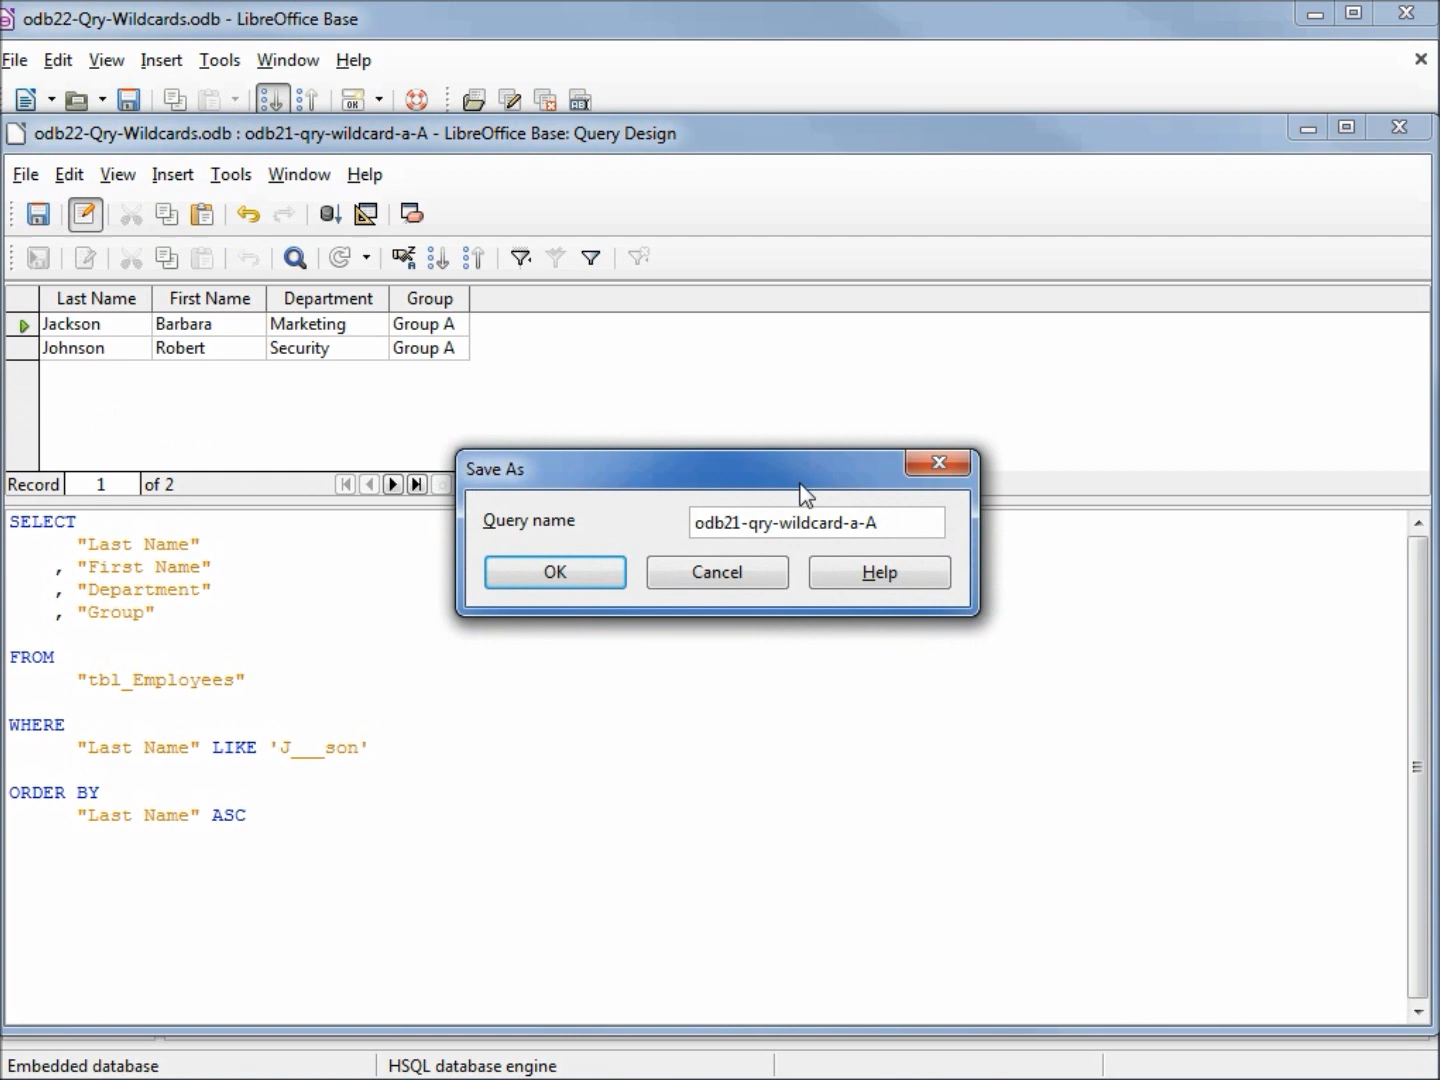 odb22-Qry-Wildcards.odb - LibreOffice Base
File Edit View Insert Tools Window Help
OK
odb22-Qry-Wildcards.odb : odb21-qry-wildcard-a-A - LibreOffice Base: Query Design
File Edit View Insert Tools Window Help
Last Name First Name Department Group
Jackson Barbara Marketing Group A
Johnson Robert Security Group A
Record 1 of 2
Save As
Query name odb21-qry-wildcard-a-A
OK Cancel Help
SELECT
"Last Name"
, "First Name"
, "Department"
, "Group"
FROM
"tbl_Employees"
WHERE
"Last Name" LIKE 'J___son'
ORDER BY
"Last Name" ASC
Embedded database HSQL database engine